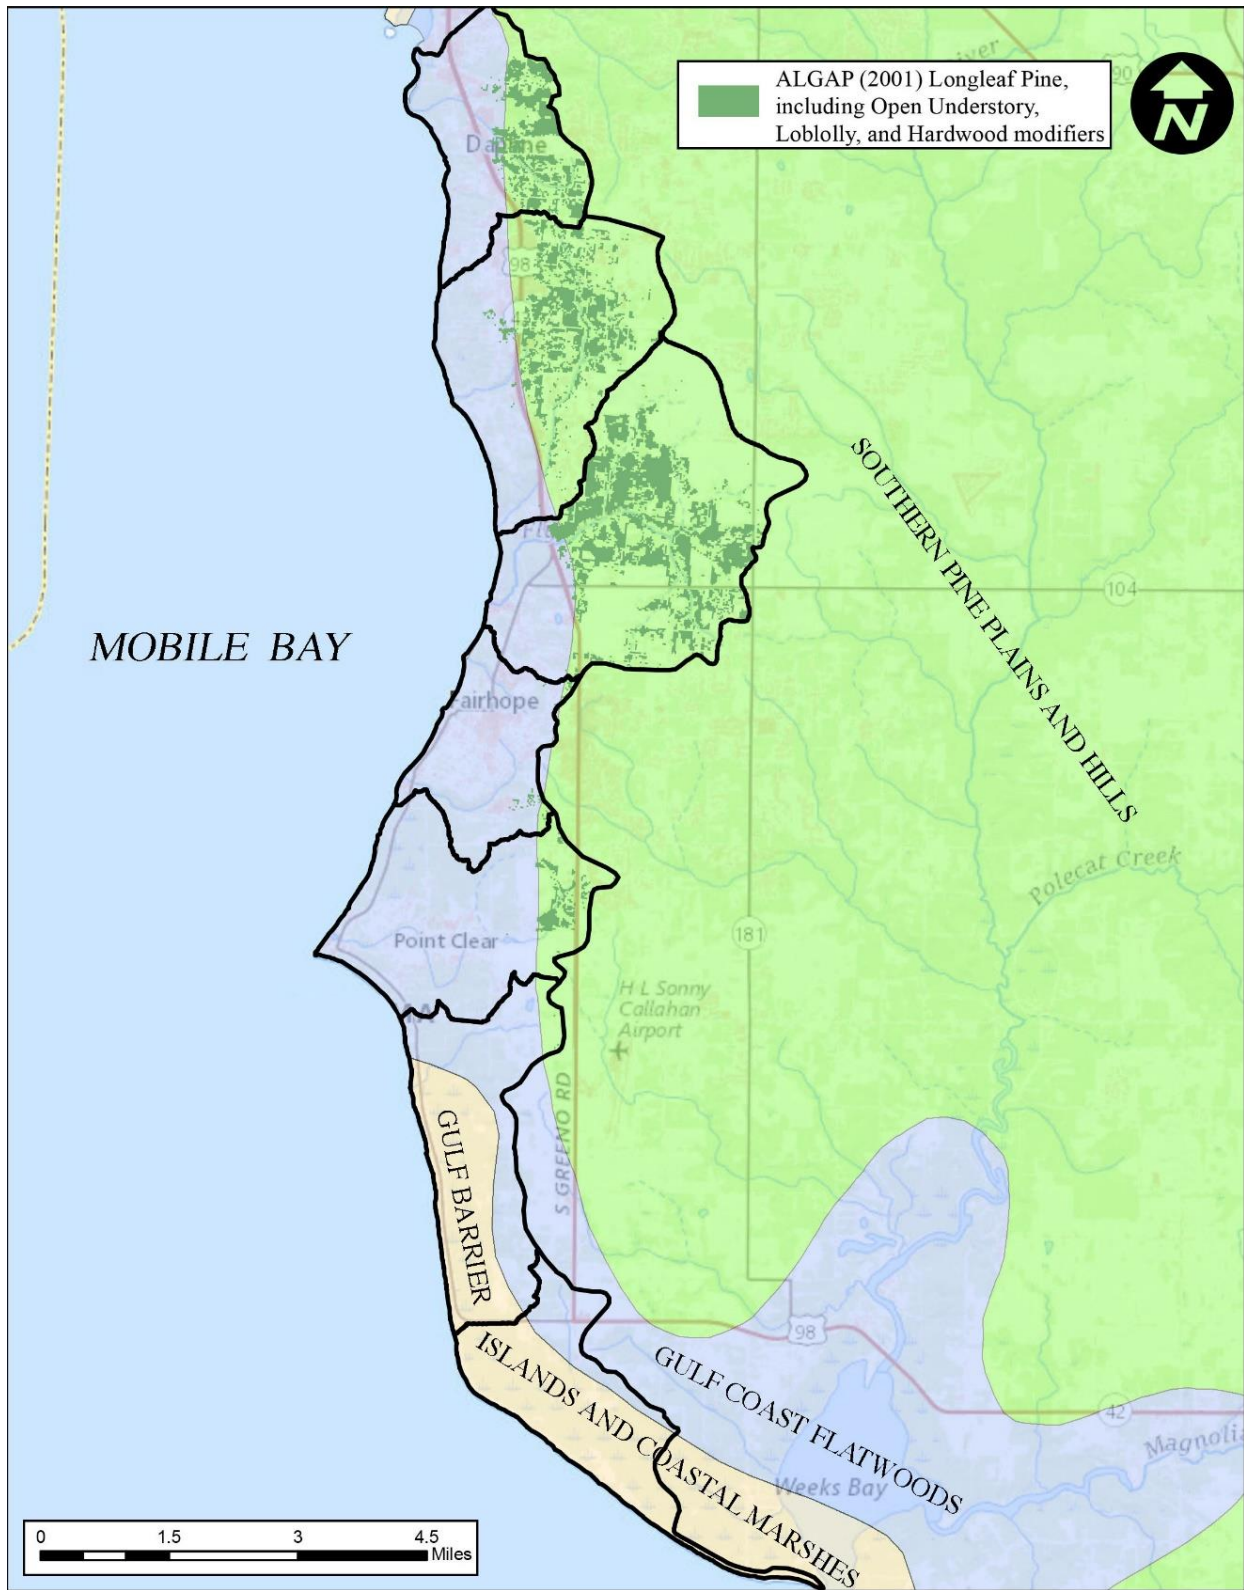 ALGAP (2001) Longleaf Pine,
including Open Understory,
Loblolly, and Hardwood modifiers
N
River
90
Daphne
98
MOBILE BAY
SOUTHERN PINE PLAINS AND HILLS
104
Fairhope
Polecat Creek
181
Point Clear
H L Sonny
Callahan
Airport
S GREENO RD
GULF BARRIER
ISLANDS AND COASTAL MARSHES
98
GULF COAST FLATWOODS
42
Magnolia
Weeks Bay
0 1.5 3 4.5
Miles